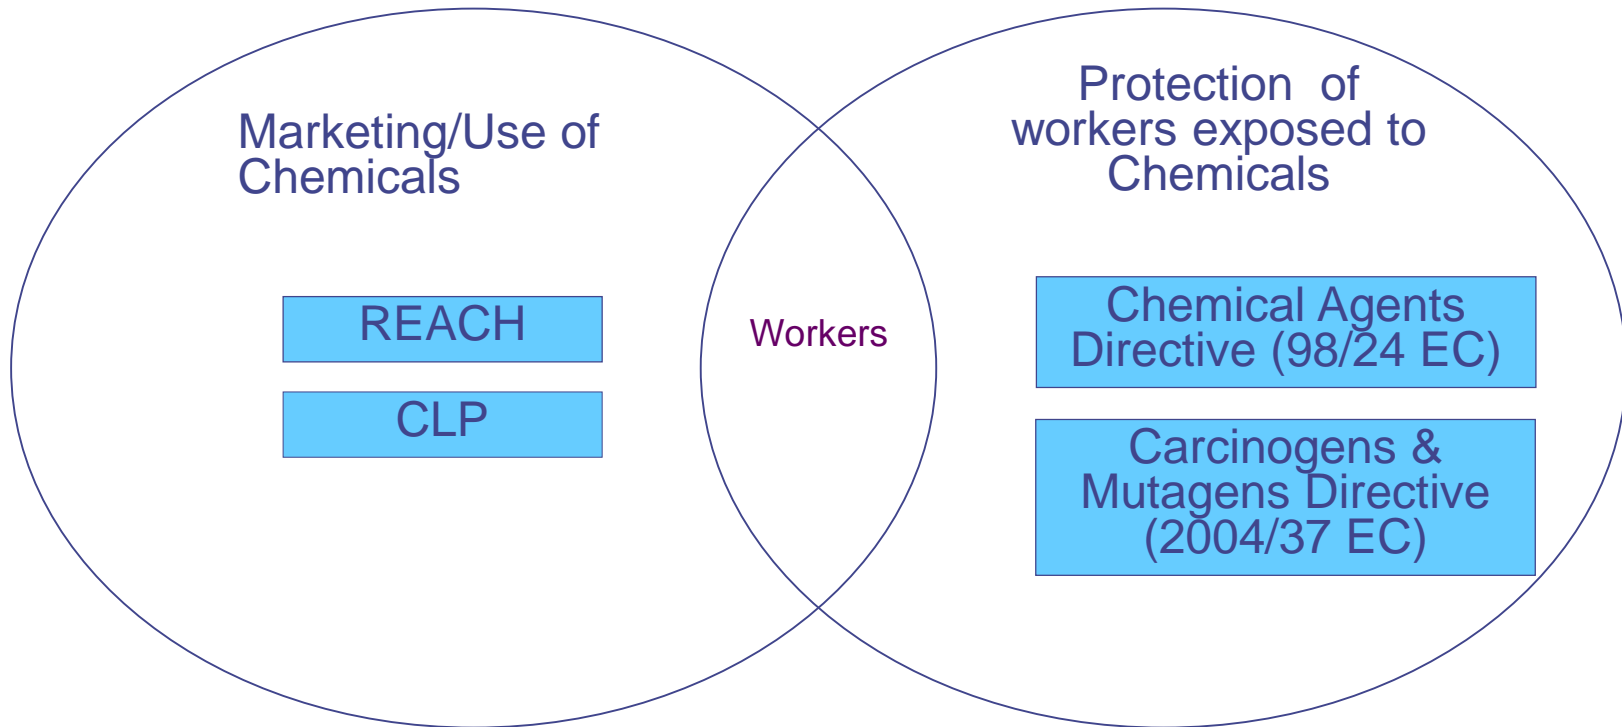 Marketing/Use of
Chemicals
REACH
CLP
Workers
Protection of
workers exposed to
Chemicals
Chemical Agents
Directive (98/24 EC)
Carcinogens &
Mutagens Directive
(2004/37 EC)